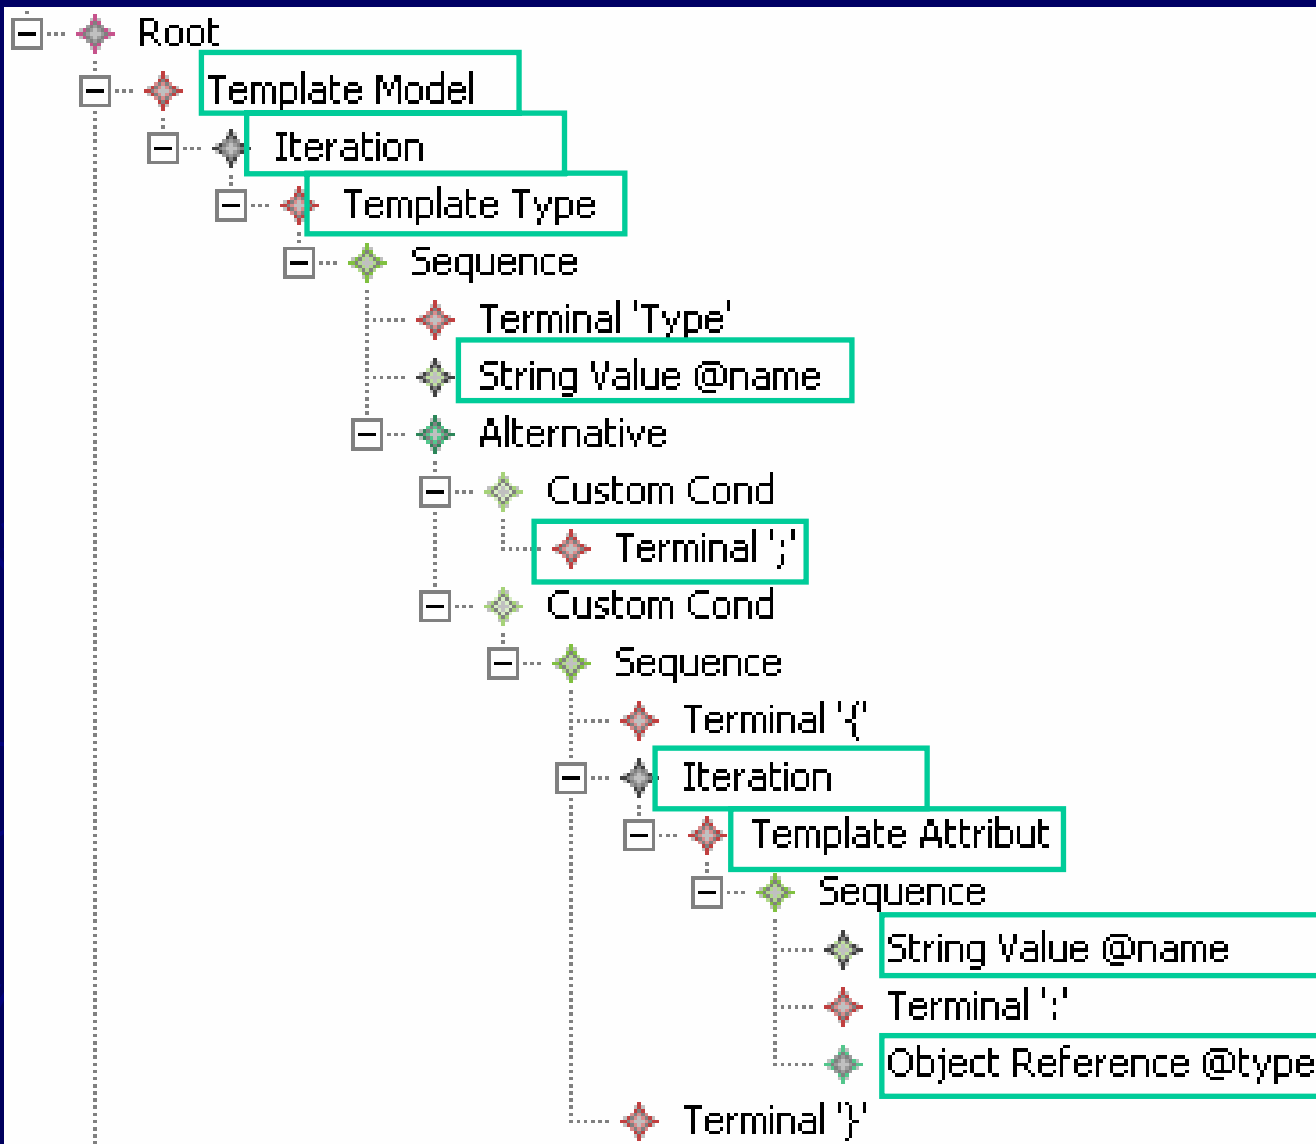 Root
Template Model
Iteration
Template Type
Sequence
Terminal 'Type'
String Value @name
Alternative
Custom Cond
Terminal ';'
Custom Cond
Sequence
Terminal '{'
Iteration
Template Attribut
Sequence
String Value @name
Terminal ':'
Object Reference @type
Terminal '}'